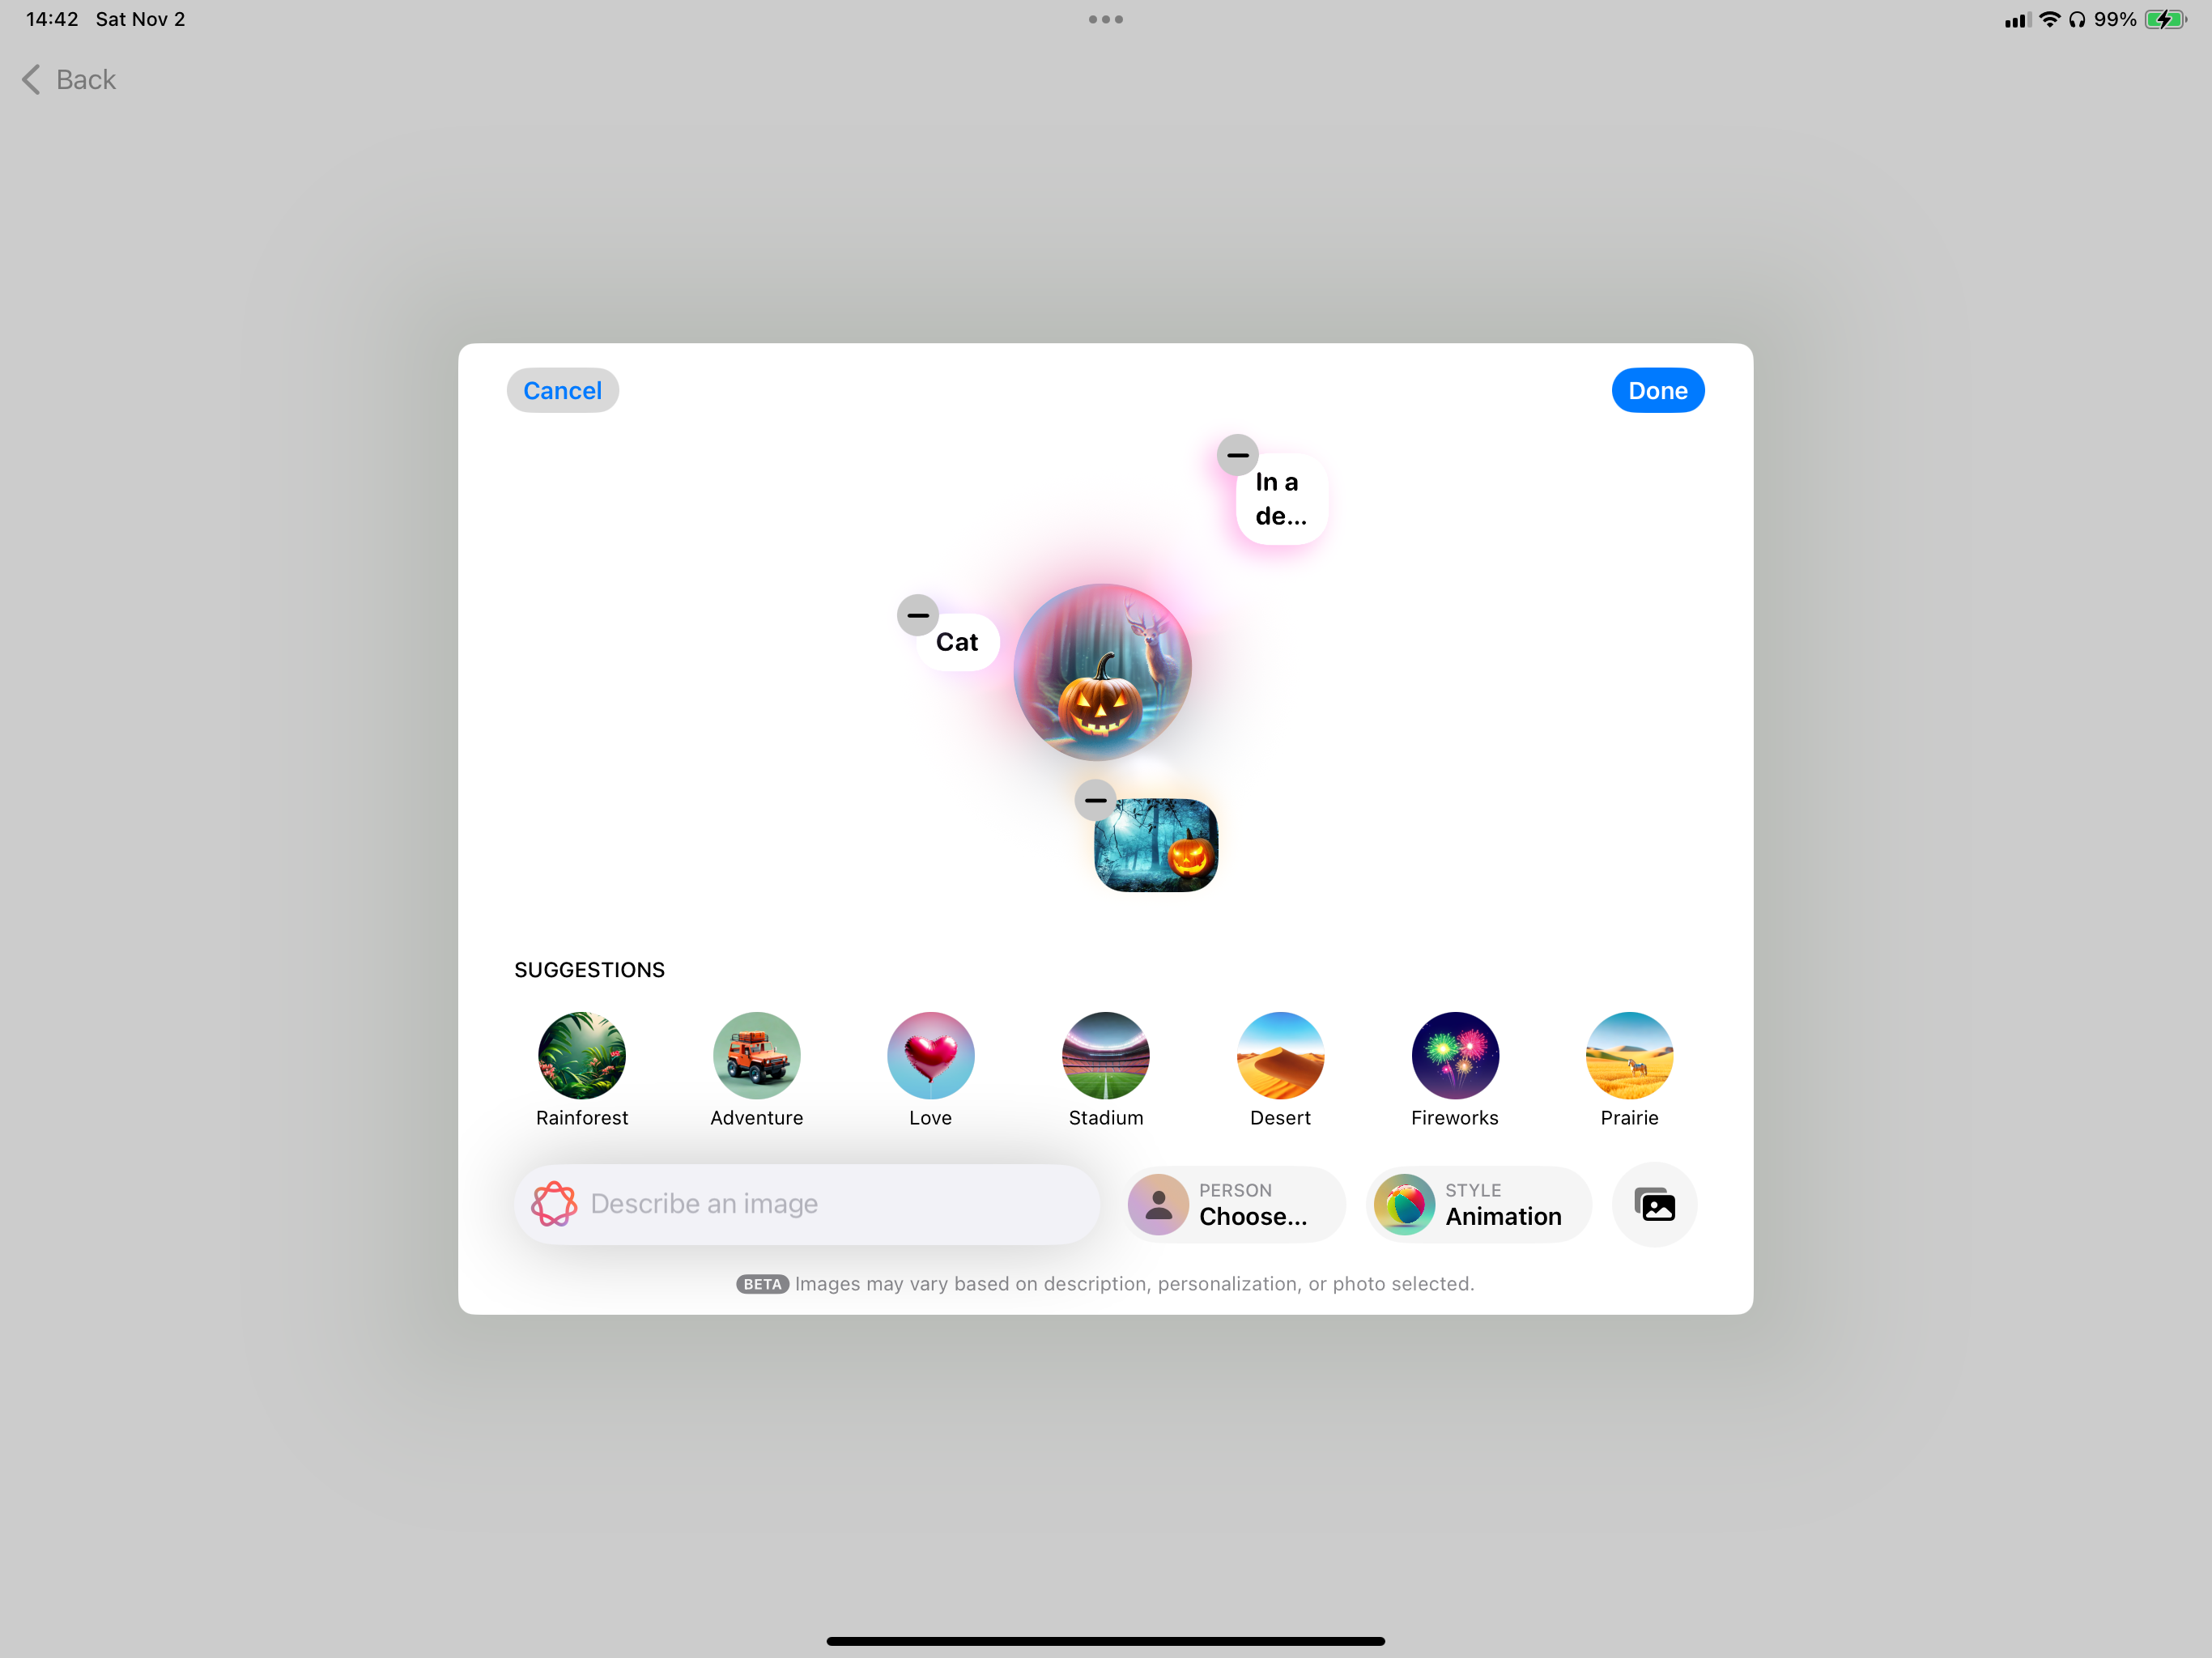 14:42 Sat Nov 2
99%
Back
Cancel
Done
In a
de...
Cat
SUGGESTIONS
Rainforest
Adventure
Love
Stadium
Desert
Fireworks
Prairie
Describe an image
PERSON
Choose...
STYLE
Animation
BETA Images may vary based on description, personalization, or photo selected.